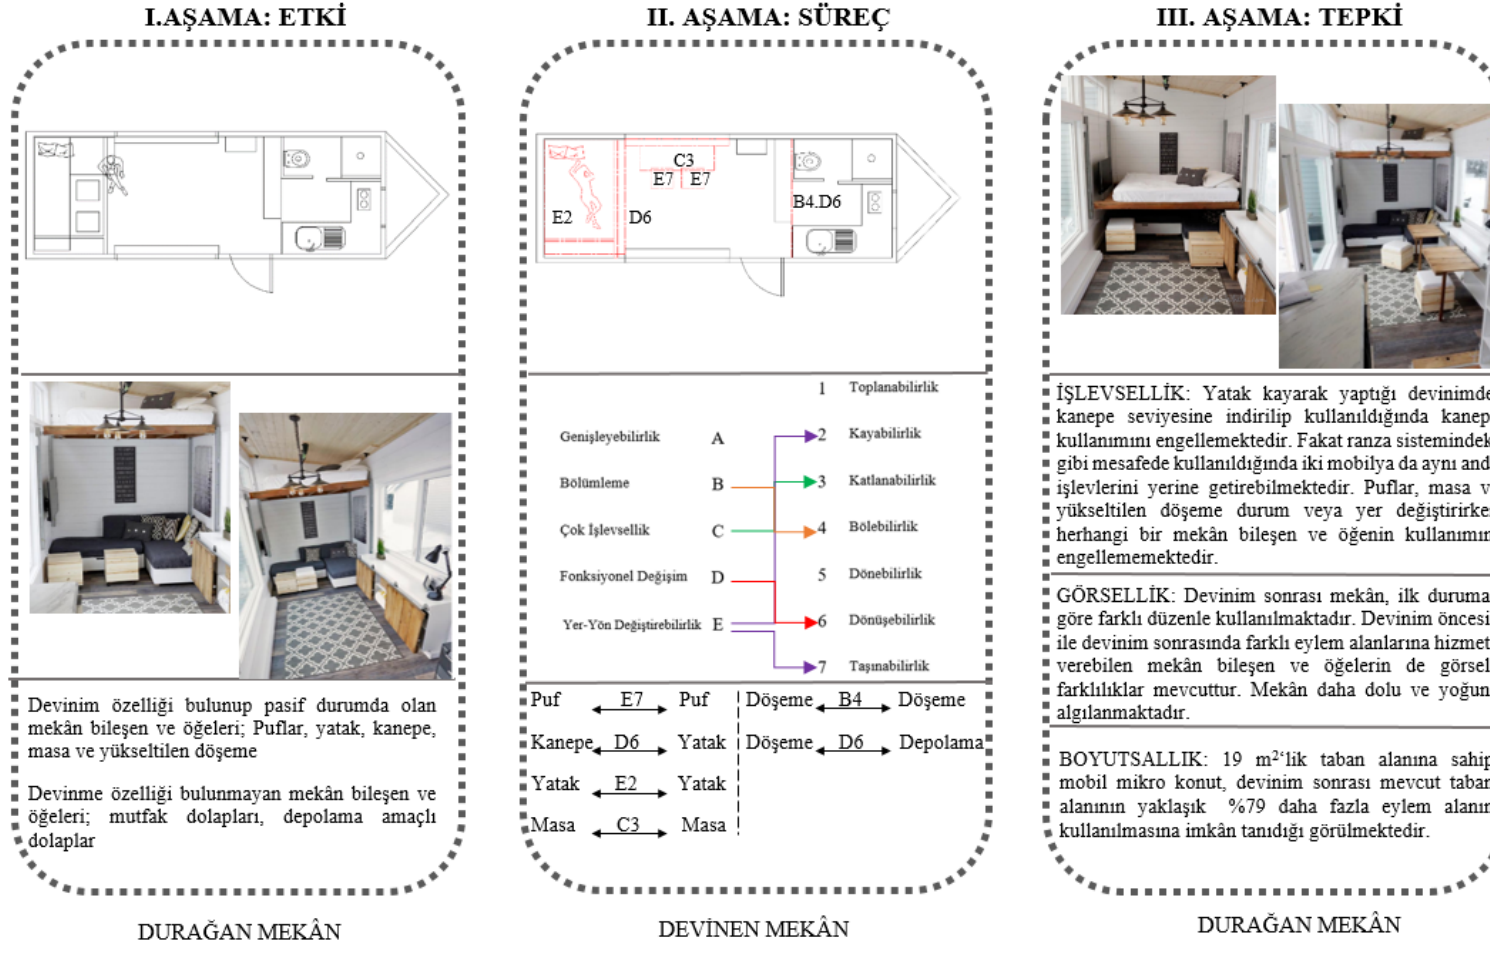 I.AŞAMA: ETKİ
Devinim özelliği bulunup pasif durumda olan
mekân bileşen ve öğeleri; Puflar, yatak, kanepe,
masa ve yükseltilen döşeme
Devinme özelliği bulunmayan mekân bileşen ve
öğeleri; mutfak dolapları, depolama amaçlı
dolaplar
DURAĞAN MEKÂN
II. AŞAMA: SÜREÇ
C3
E7 E7
E2 D6 B4.D6
1 Toplanabilirlik
Genişleyebilirlik A 2 Kayabilirlik
Bölümleme B 3 Katlanabilirlik
Çok İşlevsellik C 4 Bölebilirlik
Fonksiyonel Değişim D 5 Dönebilirlik
Yer-Yön Değiştirebilirlik E 6 Dönüşebilirlik
7 Taşınabilirlik
Puf E7 Puf Döşeme B4 Döşeme
Kanepe D6 Yatak Döşeme D6 Depolama
Yatak E2 Yatak
Masa C3 Masa
DEVİNEN MEKÂN
III. AŞAMA: TEPKİ
İŞLEVSELLİK: Yatak kayarak yaptığı devinimde
kanepe seviyesine indirilip kullanıldığında kanep
kullanımını engellemektedir. Fakat ranza sistemindek
gibi mesafede kullanıldığında iki mobilya da aynı and
işlevlerini yerine getirebilmektedir. Puflar, masa v
yükseltilen döşeme durum veya yer değiştirirke
herhangi bir mekân bileşen ve öğenin kullanımın
engellememektedir.
GÖRSELLİK: Devinim sonrası mekân, ilk duruma
göre farklı düzenle kullanılmaktadır. Devinim öncesi
ile devinim sonrasında farklı eylem alanlarına hizmet
verebilen mekân bileşen ve öğelerin de görsel
farklılıklar mevcuttur. Mekân daha dolu ve yoğun
algılanmaktadır.
BOYUTSALLIK: 19 m²‘lik taban alanına sahip
mobil mikro konut, devinim sonrası mevcut taban
alanının yaklaşık %79 daha fazla eylem alanın
kullanılmasına imkân tanıdığı görülmektedir.
DURAĞAN MEKÂN